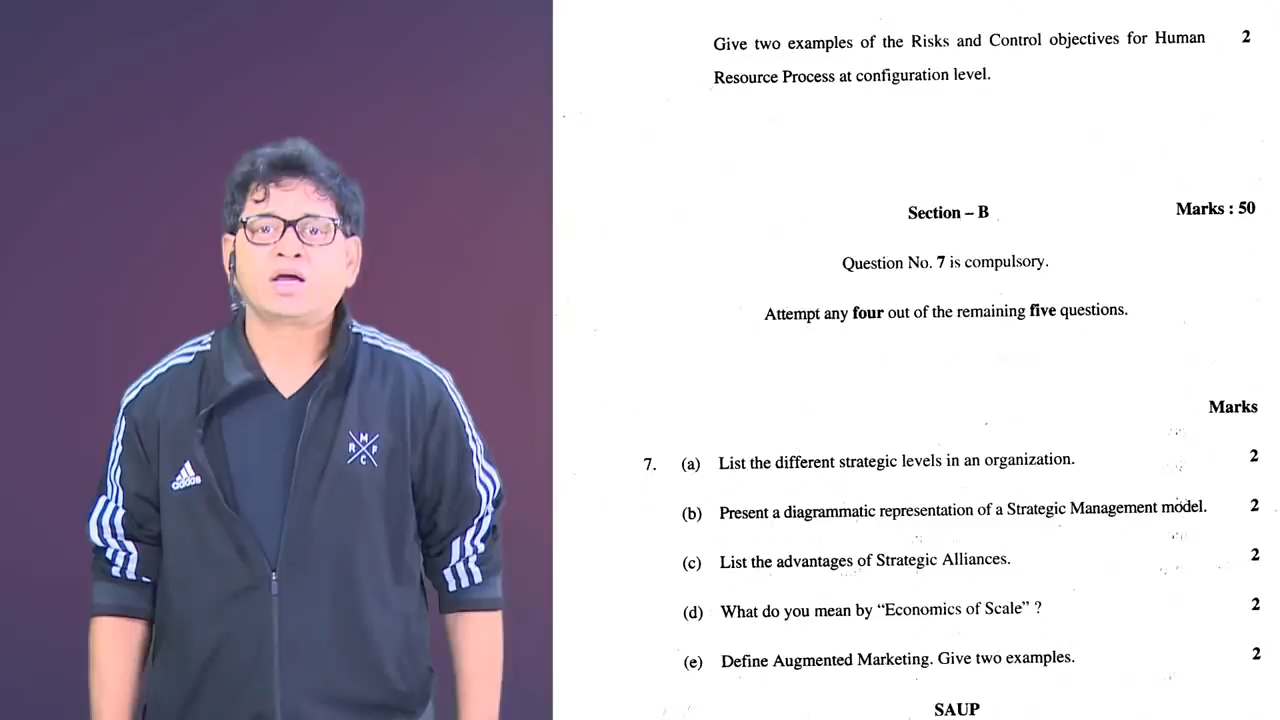 Give two examples of the Risks and Control objectives for Human 2
Resource Process at configuration level.
Section – B Marks : 50
Question No. 7 is compulsory.
Attempt any four out of the remaining five questions.
Marks
7. (a) List the different strategic levels in an organization. 2
(b) Present a diagrammatic representation of a Strategic Management model. 2
(c) List the advantages of Strategic Alliances. 2
(d) What do you mean by “Economics of Scale” ? 2
(e) Define Augmented Marketing. Give two examples. 2
SAUP
adidas
M
R F
C